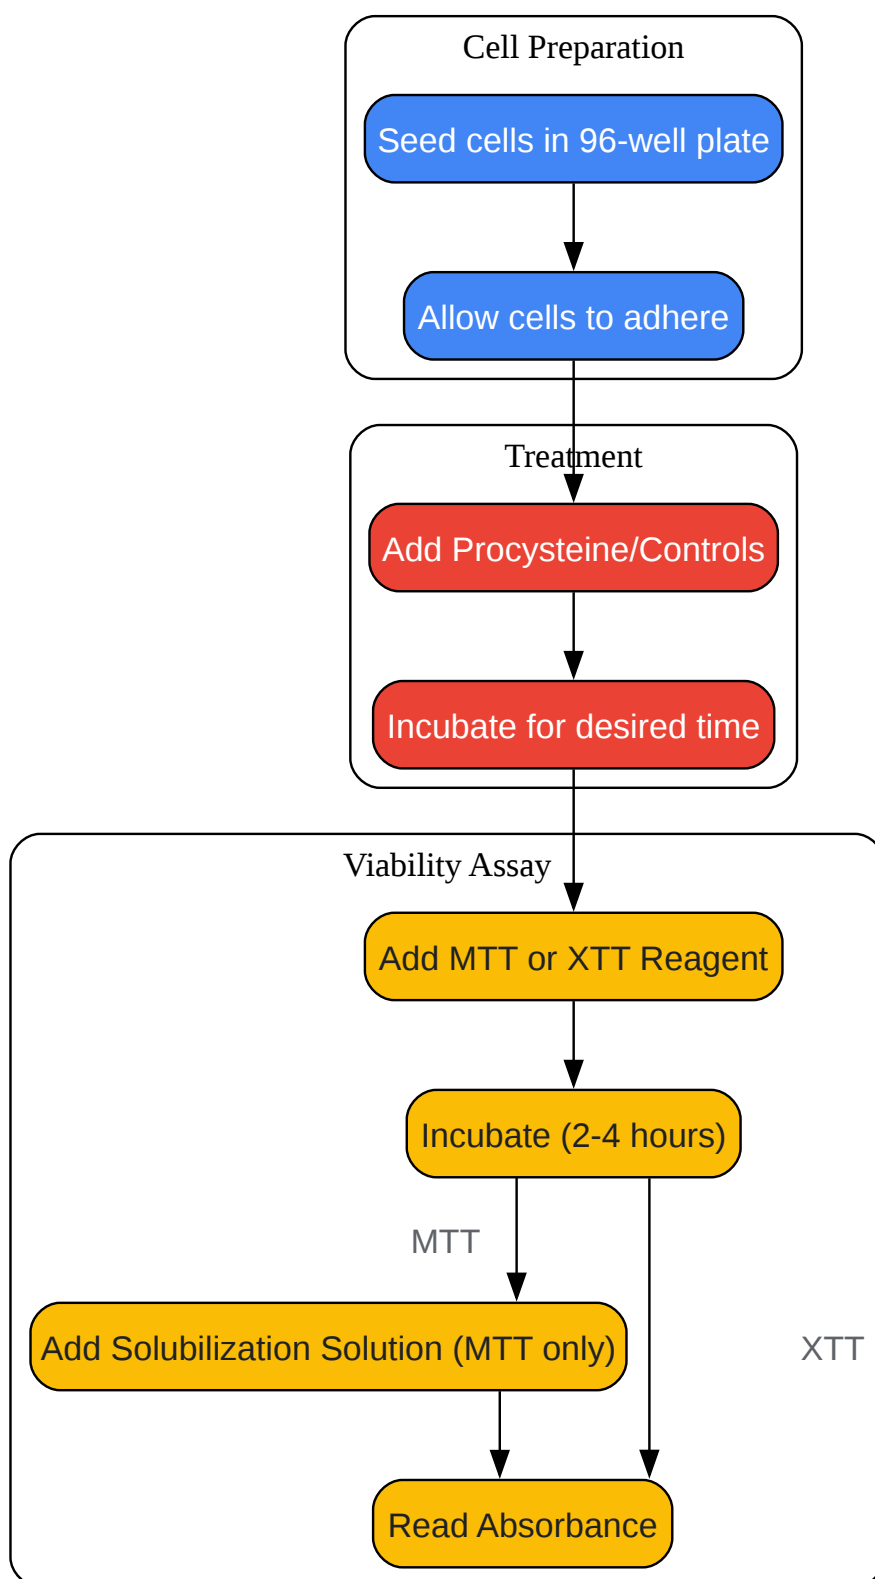 Cell Preparation
Seed cells in 96-well plate
Allow cells to adhere
Treatment
Add Procysteine/Controls
Incubate for desired time
Viability Assay
Add MTT or XTT Reagent
Incubate (2-4 hours)
MTT
Add Solubilization Solution (MTT only)
XTT
Read Absorbance